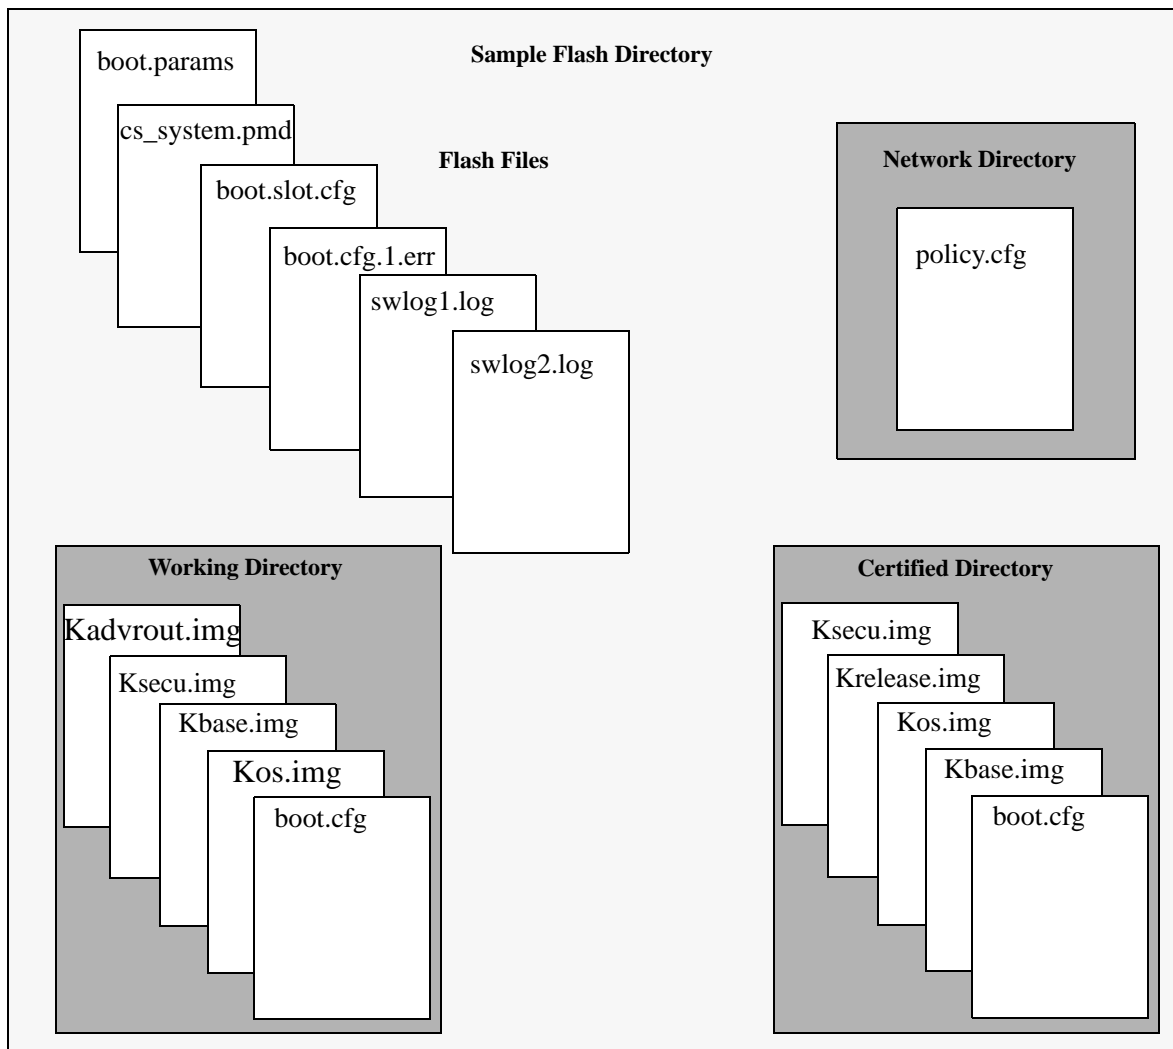 Sample Flash Directory
boot.params
cs_system.pmd
Flash Files
boot.slot.cfg
boot.cfg.1.err
swlog1.log
swlog2.log
Network Directory
policy.cfg
Working Directory
Kadvrout.img
Ksecu.img
Kbase.img
Kos.img
boot.cfg
Certified Directory
Ksecu.img
Krelease.img
Kos.img
Kbase.img
boot.cfg